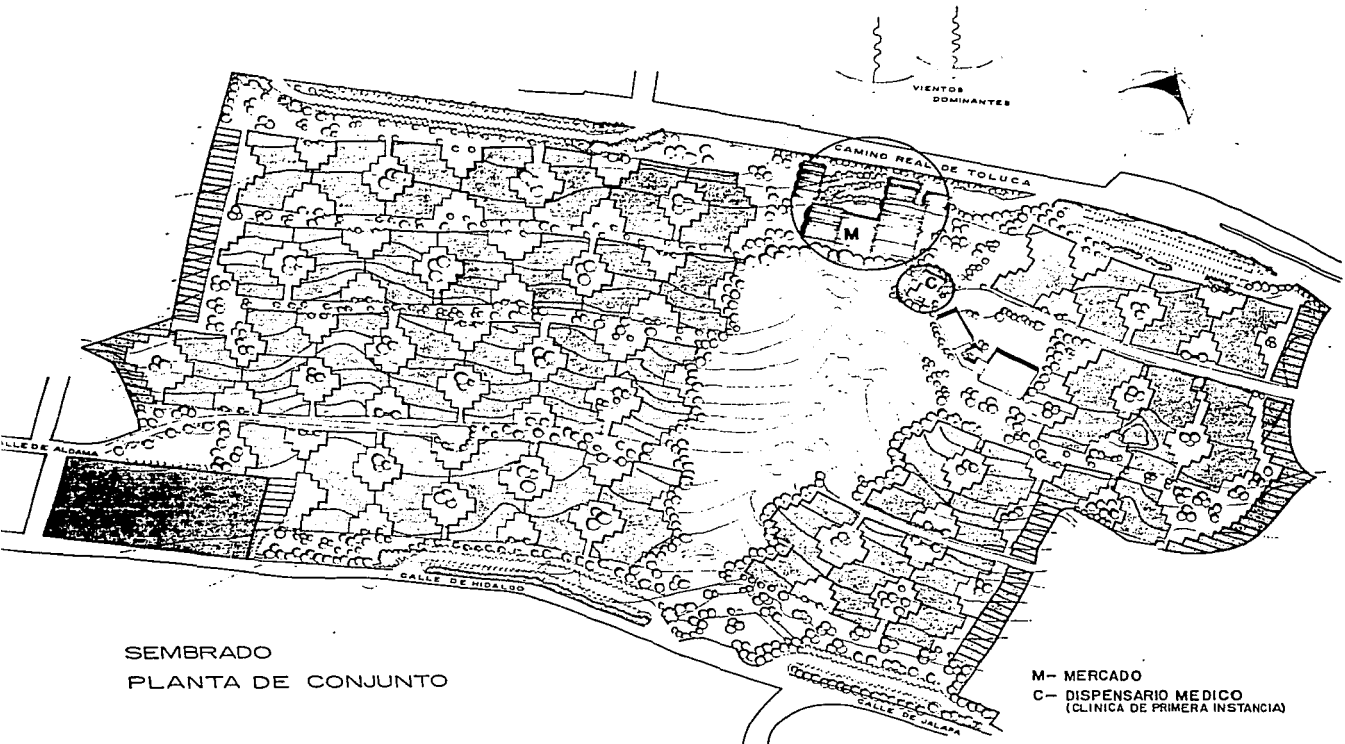 VIENTOS
DOMINANTES
CAMINO REAL DE TOLUCA
M
C
CALLE DE ALDAMA
CALLE DE HIDALGO
SEMBRADO
PLANTA DE CONJUNTO
M- MERCADO
C- DISPENSARIO MEDICO
(CLINICA DE PRIMERA INSTANCIA)
CALLE DE JALAPA